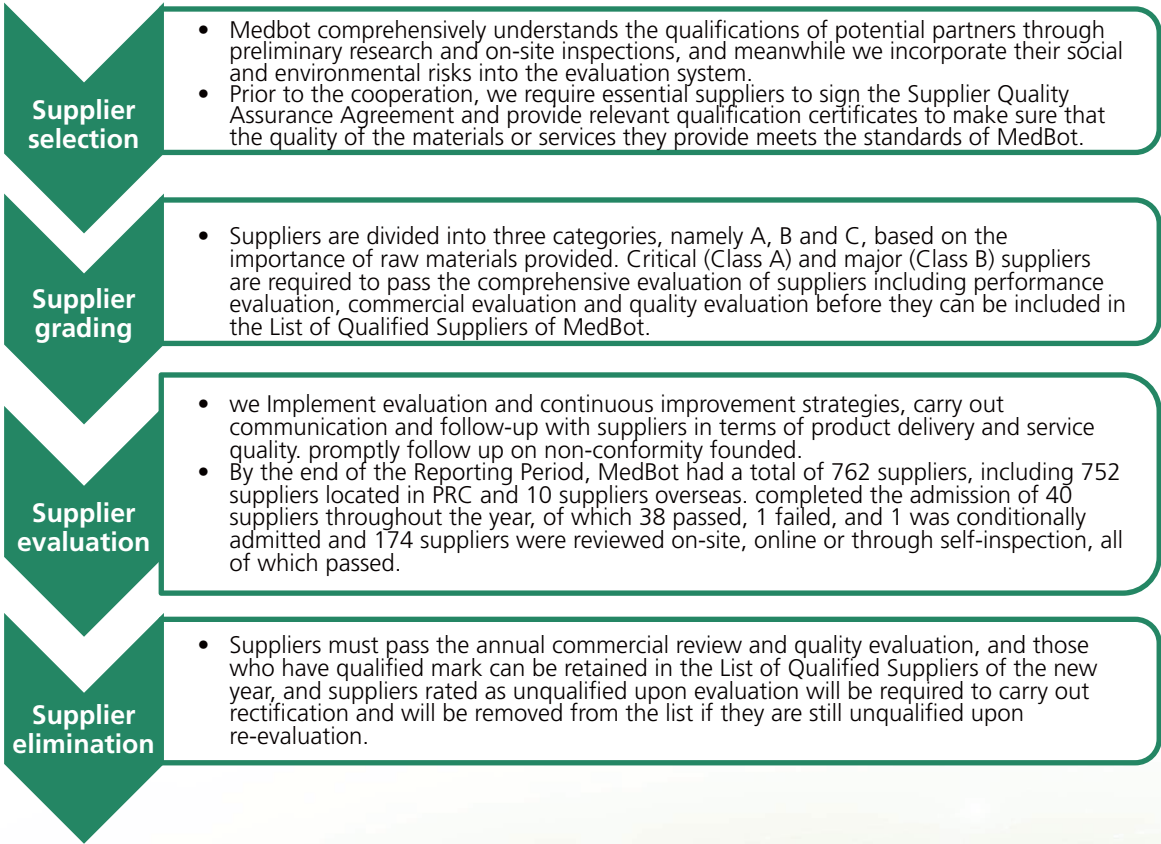 Supplier
selection
• Medbot comprehensively understands the qualifications of potential partners through
preliminary research and on-site inspections, and meanwhile we incorporate their social
and environmental risks into the evaluation system.
• Prior to the cooperation, we require essential suppliers to sign the Supplier Quality
Assurance Agreement and provide relevant qualification certificates to make sure that
the quality of the materials or services they provide meets the standards of MedBot.
Supplier
grading
• Suppliers are divided into three categories, namely A, B and C, based on the
importance of raw materials provided. Critical (Class A) and major (Class B) suppliers
are required to pass the comprehensive evaluation of suppliers including performance
evaluation, commercial evaluation and quality evaluation before they can be included in
the List of Qualified Suppliers of MedBot.
Supplier
evaluation
• we Implement evaluation and continuous improvement strategies, carry out
communication and follow-up with suppliers in terms of product delivery and service
quality. promptly follow up on non-conformity founded.
• By the end of the Reporting Period, MedBot had a total of 762 suppliers, including 752
suppliers located in PRC and 10 suppliers overseas. completed the admission of 40
suppliers throughout the year, of which 38 passed, 1 failed, and 1 was conditionally
admitted and 174 suppliers were reviewed on-site, online or through self-inspection, all
of which passed.
Supplier
elimination
• Suppliers must pass the annual commercial review and quality evaluation, and those
who have qualified mark can be retained in the List of Qualified Suppliers of the new
year, and suppliers rated as unqualified upon evaluation will be required to carry out
rectification and will be removed from the list if they are still unqualified upon
re-evaluation.